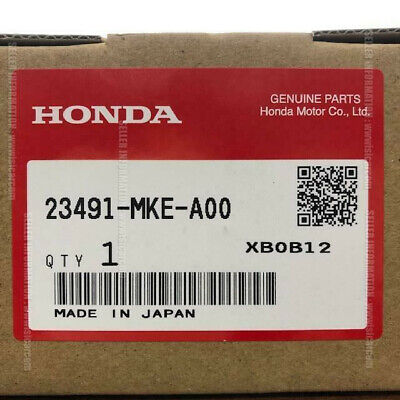 HONDA
GENUINE PARTS
Honda Motor Co., Ltd.
23491-MKE-A00
QTY 1
XB0B12
MADE IN JAPAN